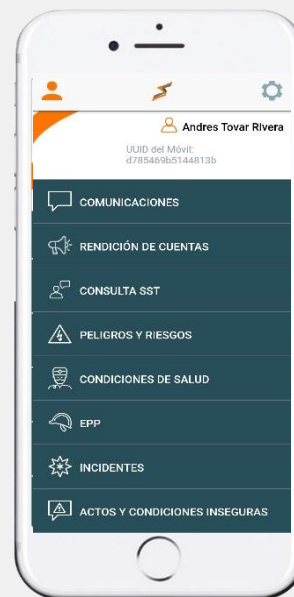 Andres Tovar Rivera
UUID del Móvil:
d785469b5144813b
COMUNICACIONES
RENDICIÓN DE CUENTAS
CONSULTA SST
PELIGROS Y RIESGOS
CONDICIONES DE SALUD
EPP
INCIDENTES
ACTOS Y CONDICIONES INSEGURAS